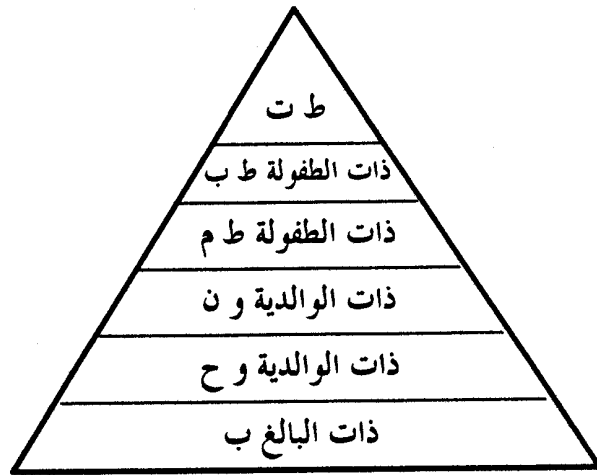 ط ت
ذات الطفولة ط ب
ذات الطفولة ط م
ذات الوالدية و ن
ذات الوالدية و ح
ذات البالغ ب